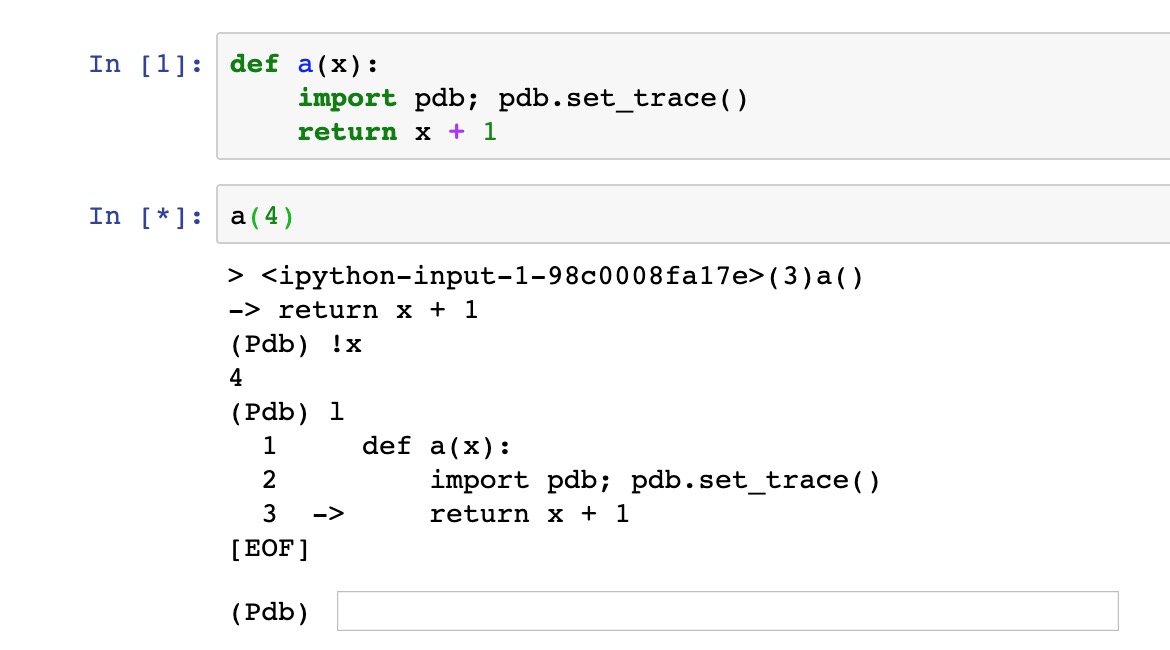 In [1]: def a(x):
    import pdb; pdb.set_trace()
    return x + 1
In [*]: a(4)
> <ipython-input-1-98c0008fa17e>(3)a()
-> return x + 1
(Pdb) !x
4
(Pdb) l
  1     def a(x):
  2         import pdb; pdb.set_trace()
  3  ->     return x + 1
[EOF]
(Pdb)